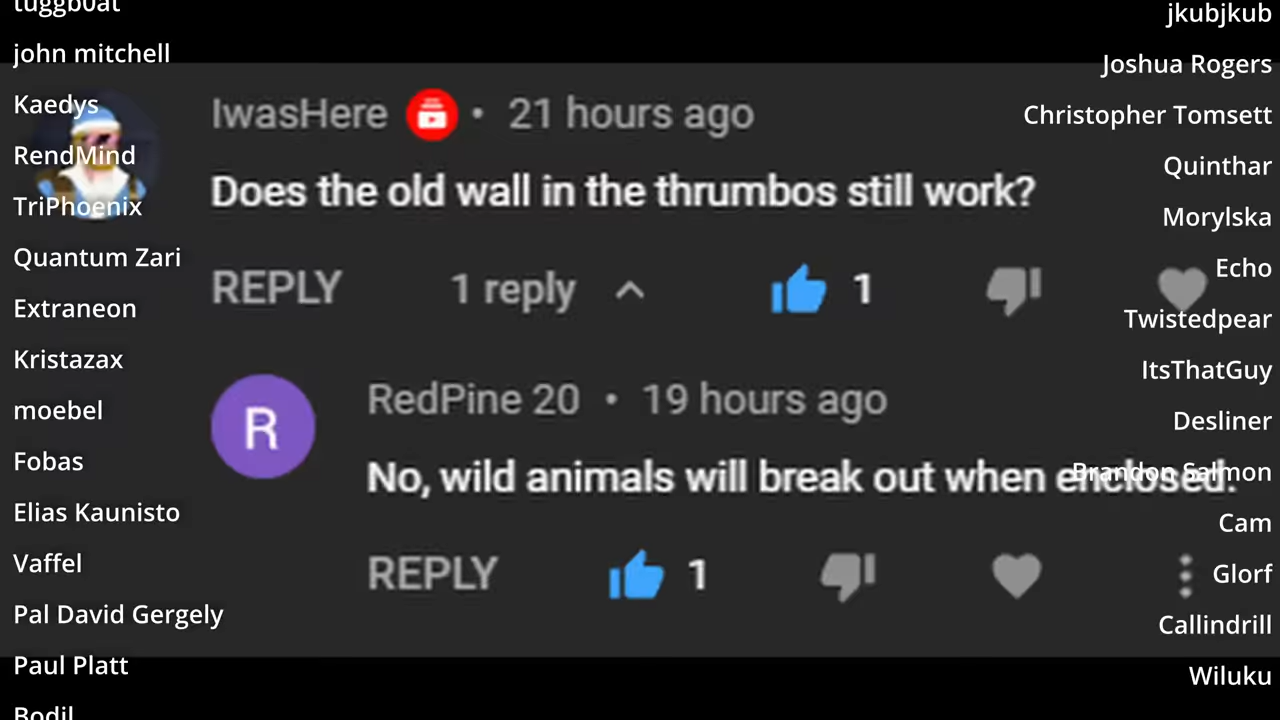 tuggb0at
john mitchell
Kaedys
RendMind
TriPhoenix
Quantum Zari
Extraneon
Kristazax
moebel
Fobas
Elias Kaunisto
Vaffel
Pal David Gergely
Paul Platt
Bodil
IwasHere • 21 hours ago
Does the old wall in the thrumbos still work?
REPLY 1 reply 1
R
RedPine 20 • 19 hours ago
No, wild animals will break out when enclosed.
REPLY 1
jkubjkub
Joshua Rogers
Christopher Tomsett
Quinthar
Morylska
Echo
Twistedpear
ItsThatGuy
Desliner
Brandon Salmon
Cam
Glorf
Callindrill
Wiluku